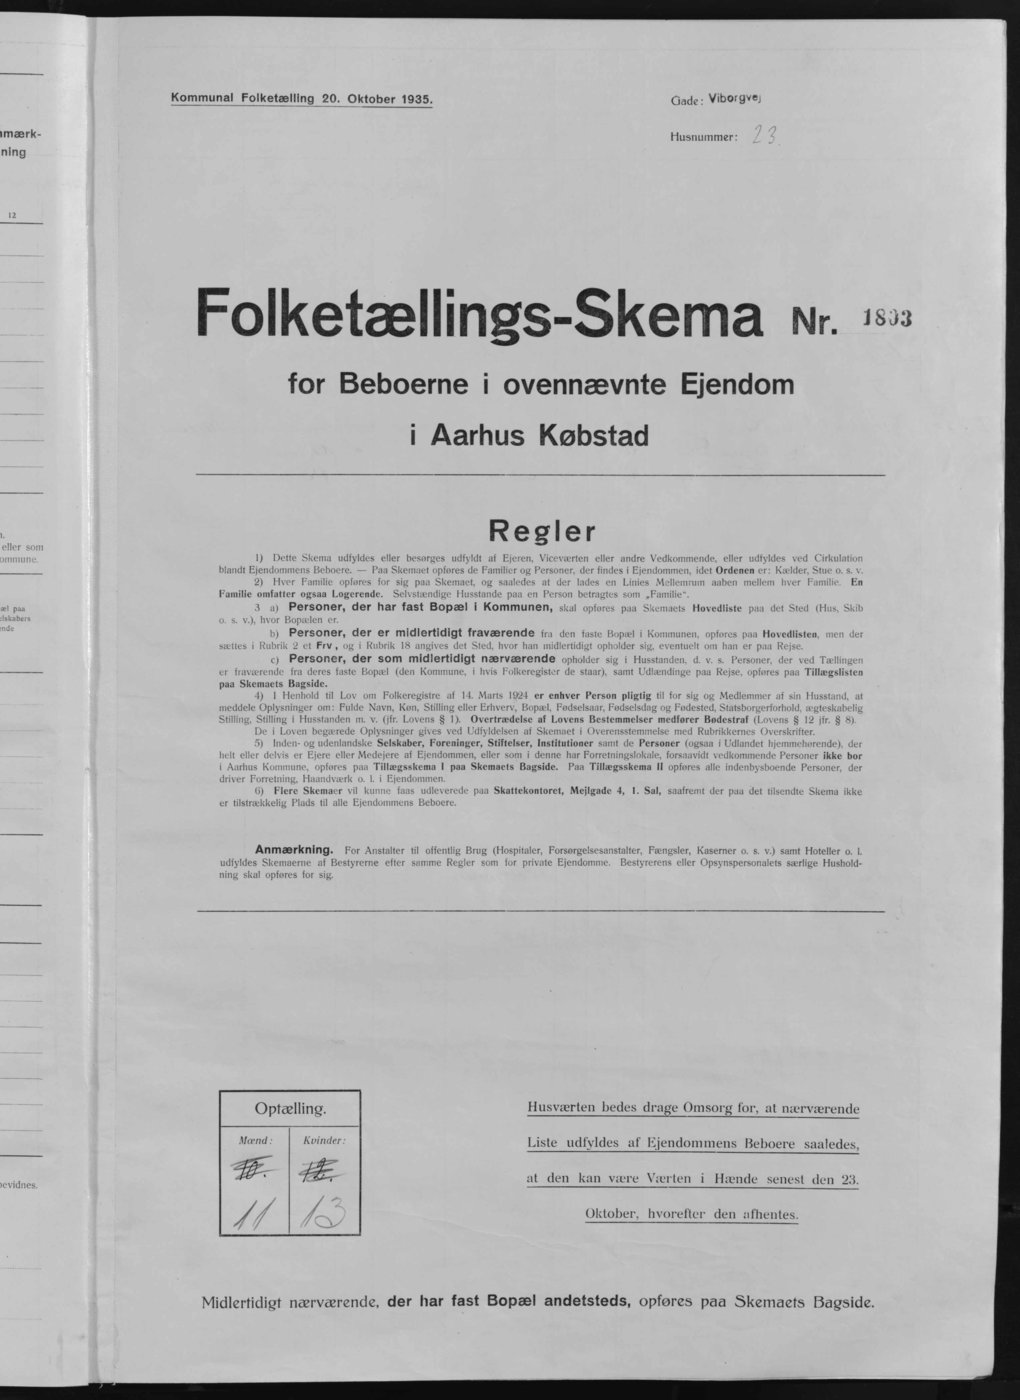 Kommunal Folketælling 20. Oktober 1935.
Gade: Viborgvej
Husnummer: 23.
Folketællings-Skema Nr. 1803
for Beboerne i ovennævnte Ejendom
i Aarhus Købstad
Regler
1) Dette Skema udfyldes eller besørges udfyldt af Ejeren, Viceværten eller andre Vedkommende, eller udfyldes ved Cirkulation
blandt Ejendommens Beboere. — Paa Skemaet opføres de Familier og Personer, der findes i Ejendommen, idet Ordenen er: Kælder, Stue o. s. v.
2) Hver Familie opføres for sig paa Skemaet, og saaledes at der lades en Linies Mellemrum aaben mellem hver Familie. En
Familie omfatter ogsaa Logerende. Selvstændige Husstande paa en Person betragtes som „Familie".
3 a) Personer, der har fast Bopæl i Kommunen, skal opføres paa Skemaets Hovedliste paa det Sted (Hus, Skib
o. s. v.), hvor Bopælen er.
b) Personer, der er midlertidigt fraværende fra den faste Bopæl i Kommunen, opføres paa Hovedlisten, men der
sættes i Rubrik 2 et Frv, og i Rubrik 18 angives det Sted, hvor han midlertidigt opholder sig, eventuelt om han er paa Rejse.
c) Personer, der som midlertidigt nærværende opholder sig i Husstanden, d. v. s. Personer, der ved Tællingen
er fraværende fra deres faste Bopæl (den Kommune, i hvis Folkeregister de staar), samt Udlændinge paa Rejse, opføres paa Tillægslisten
paa Skemaets Bagside.
4) I Henhold til Lov om Folkeregistre af 14. Marts 1924 er enhver Person pligtig til for sig og Medlemmer af sin Husstand, at
meddele Oplysninger om: Fulde Navn, Køn, Stilling eller Erhverv, Bopæl, Fødselsaar, Fødselsdag og Fødested, Statsborgerforhold, ægteskabelig
Stilling, Stilling i Husstanden m. v. (jfr. Lovens § 1). Overtrædelse af Lovens Bestemmelser medfører Bødestraf (Lovens § 12 jfr. § 8).
De i Loven begærede Oplysninger gives ved Udfyldelsen af Skemaet i Overensstemmelse med Rubrikkernes Overskrifter.
5) Inden- og udenlandske Selskaber, Foreninger, Stiftelser, Institutioner samt de Personer (ogsaa i Udlandet hjemmehørende), der
helt eller delvis er Ejere eller Medejere af Ejendommen, eller som i denne har Forretningslokale, forsaavidt vedkommende Personer ikke bor
i Aarhus Kommune, opføres paa Tillægsskema I paa Skemaets Bagside. Paa Tillægsskema II opføres alle indenbysboende Personer, der
driver Forretning, Haandværk o. l. i Ejendommen.
6) Flere Skemaer vil kunne faas udleverede paa Skattekontoret, Mejlgade 4, 1. Sal, saafremt der paa det tilsendte Skema ikke
er tilstrækkelig Plads til alle Ejendommens Beboere.
Anmærkning. For Anstalter til offentlig Brug (Hospitaler, Forsørgelsesanstalter, Fængsler, Kaserner o. s. v.) samt Hoteller o. l.
udfyldes Skemaerne af Bestyrerne efter samme Regler som for private Ejendomme. Bestyrerens eller Opsynspersonalets særlige Hushold-
ning skal opføres for sig.
Optælling.
Mænd: Kvinder:
10. 12.
11 13
Husværten bedes drage Omsorg for, at nærværende
Liste udfyldes af Ejendommens Beboere saaledes,
at den kan være Værten i Hænde senest den 23.
Oktober, hvorefter den afhentes.
Midlertidigt nærværende, der har fast Bopæl andetsteds, opføres paa Skemaets Bagside.
mærk-
ning
12
eller som
ommune.
æl paa
elskabers
ende
bevidnes.